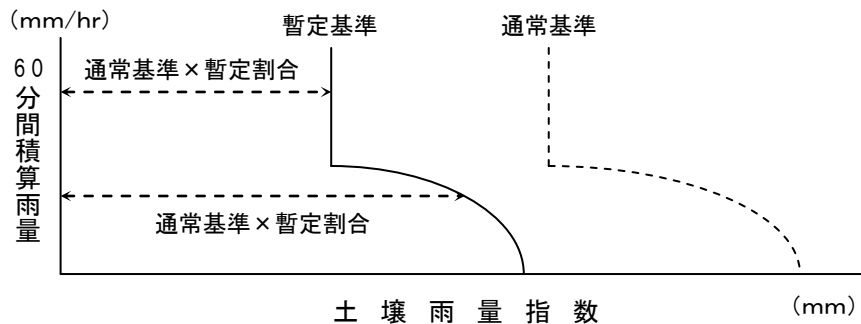 (mm/hr)
暫定基準
通常基準
60分間積算雨量
通常基準×暫定割合
通常基準×暫定割合
土壌雨量指数
(mm)